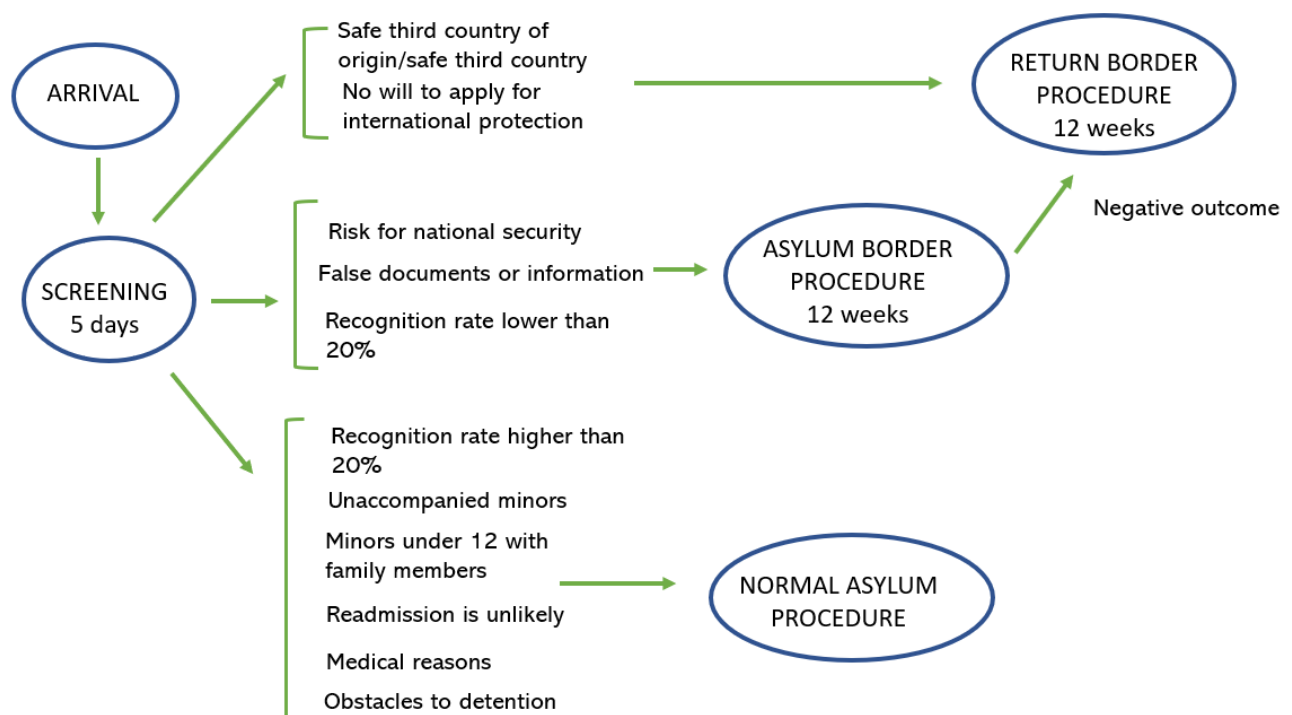 ARRIVAL
SCREENING
5 days
Safe third country of
origin/safe third country
No will to apply for
international protection
RETURN BORDER
PROCEDURE
12 weeks
Risk for national security
False documents or information
Recognition rate lower than
20%
ASYLUM BORDER
PROCEDURE
12 weeks
Negative outcome
Recognition rate higher than
20%
Unaccompanied minors
Minors under 12 with
family members
Readmission is unlikely
Medical reasons
Obstacles to detention
NORMAL ASYLUM
PROCEDURE